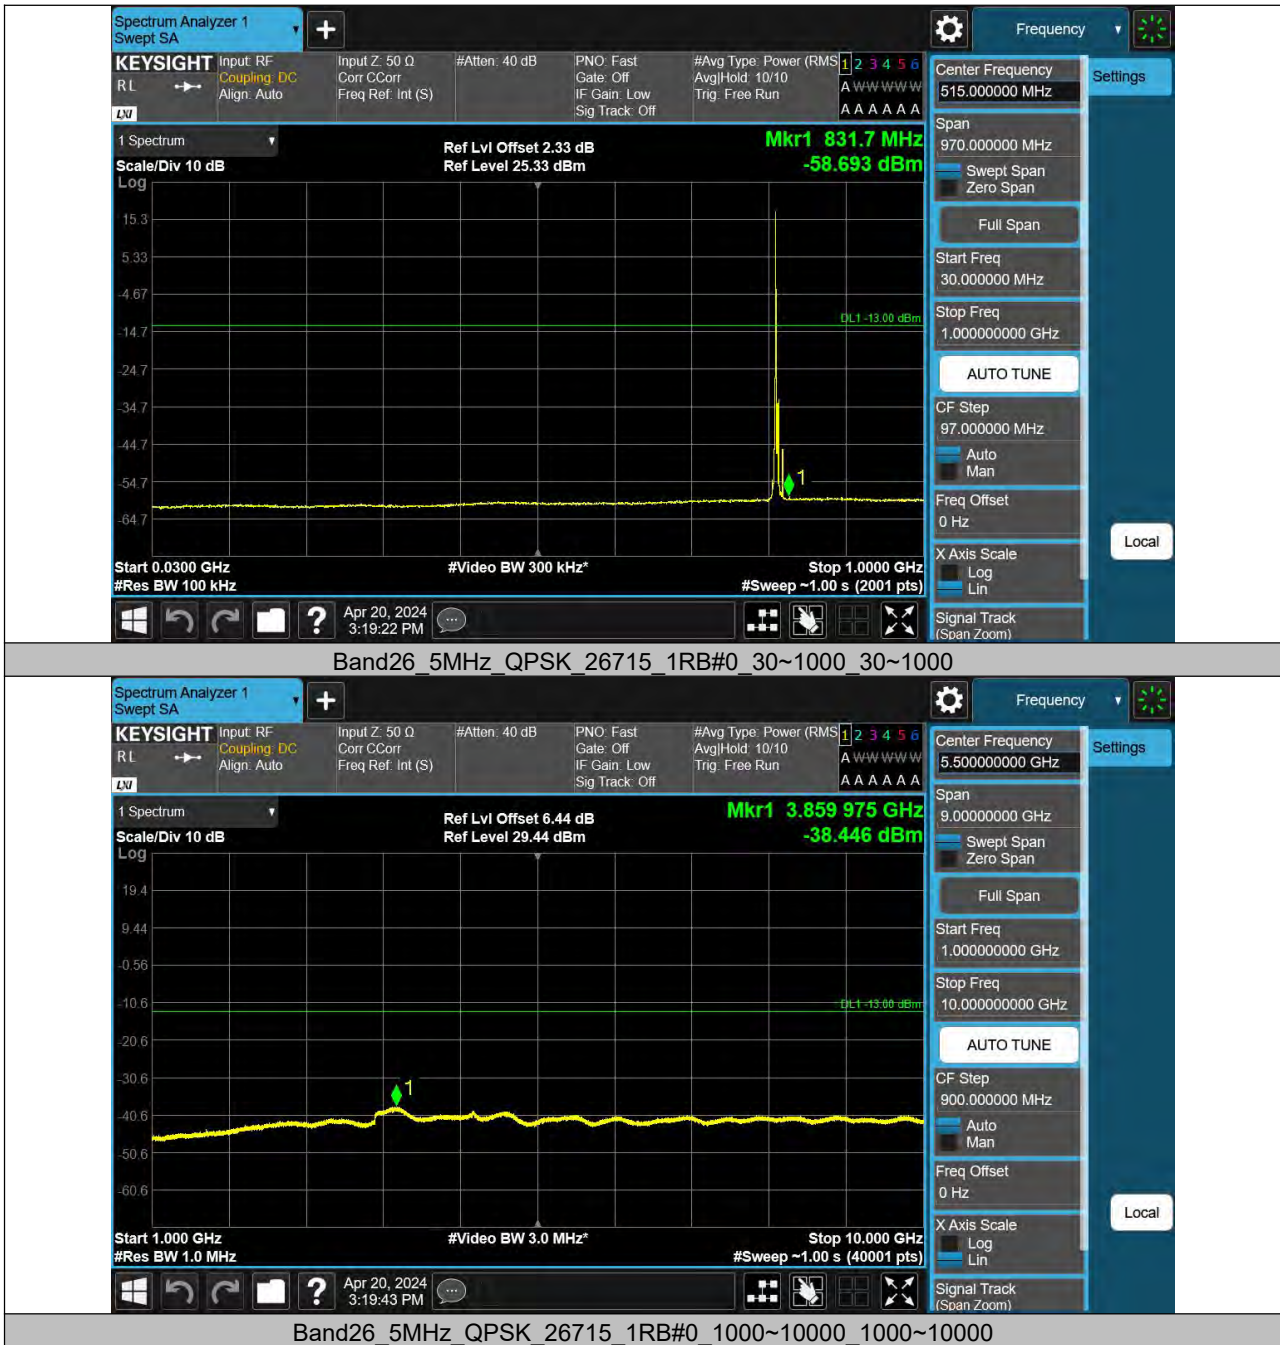 Spectrum Analyzer 1
Swept SA
Frequency
KEYSIGHT
RL
LXI
Input: RF
Coupling: DC
Align: Auto
Input Z: 50 Ω
Corr CCorr
Freq Ref: Int (S)
#Atten: 40 dB
PNO: Fast
Gate: Off
IF Gain: Low
Sig Track: Off
#Avg Type: Power (RMS
Avg|Hold: 10/10
Trig: Free Run
1 2 3 4 5 6
A W W W W W
A A A A A A
1 Spectrum
Scale/Div 10 dB
Log
Ref Lvl Offset 2.33 dB
Ref Level 25.33 dBm
Mkr1 831.7 MHz
-58.693 dBm
15.3
5.33
-4.67
-14.7
-24.7
-34.7
-44.7
-54.7
-64.7
DL1 -13.00 dBm
1
Start 0.0300 GHz
#Res BW 100 kHz
#Video BW 300 kHz*
Stop 1.0000 GHz
#Sweep ~1.00 s (2001 pts)
Apr 20, 2024
3:19:22 PM
Center Frequency
515.000000 MHz
Span
970.000000 MHz
Swept Span
Zero Span
Full Span
Start Freq
30.000000 MHz
Stop Freq
1.000000000 GHz
AUTO TUNE
CF Step
97.000000 MHz
Auto
Man
Freq Offset
0 Hz
X Axis Scale
Log
Lin
Signal Track
(Span Zoom)
Settings
Local
Band26_5MHz_QPSK_26715_1RB#0_30~1000_30~1000
Spectrum Analyzer 1
Swept SA
Frequency
KEYSIGHT
RL
LXI
Input: RF
Coupling: DC
Align: Auto
Input Z: 50 Ω
Corr CCorr
Freq Ref: Int (S)
#Atten: 40 dB
PNO: Fast
Gate: Off
IF Gain: Low
Sig Track: Off
#Avg Type: Power (RMS
Avg|Hold: 10/10
Trig: Free Run
1 2 3 4 5 6
A W W W W W
A A A A A A
1 Spectrum
Scale/Div 10 dB
Log
Ref Lvl Offset 6.44 dB
Ref Level 29.44 dBm
Mkr1 3.859 975 GHz
-38.446 dBm
19.4
9.44
-0.56
-10.6
-20.6
-30.6
-40.6
-50.6
-60.6
DL1 -13.00 dBm
1
Start 1.000 GHz
#Res BW 1.0 MHz
#Video BW 3.0 MHz*
Stop 10.000 GHz
#Sweep ~1.00 s (40001 pts)
Apr 20, 2024
3:19:43 PM
Center Frequency
5.500000000 GHz
Span
9.00000000 GHz
Swept Span
Zero Span
Full Span
Start Freq
1.000000000 GHz
Stop Freq
10.000000000 GHz
AUTO TUNE
CF Step
900.000000 MHz
Auto
Man
Freq Offset
0 Hz
X Axis Scale
Log
Lin
Signal Track
(Span Zoom)
Settings
Local
Band26_5MHz_QPSK_26715_1RB#0_1000~10000_1000~10000